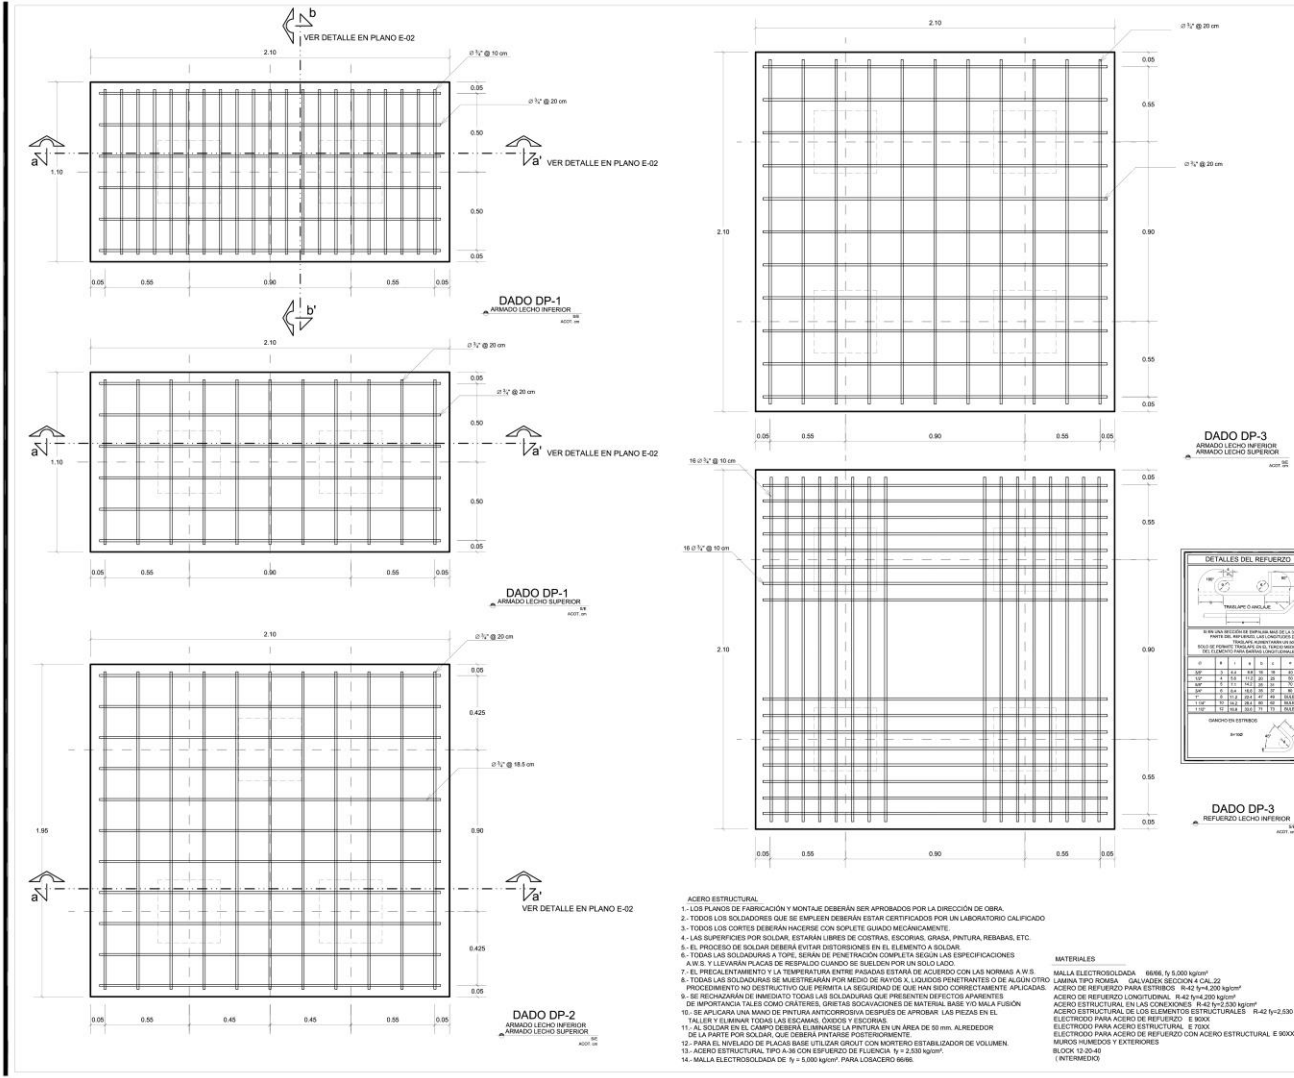 b
VER DETALLE EN PLANO E-02
2.10
Ø ¾" @ 10 cm
Ø ¾" @ 20 cm
0.05
0.50
0.50
0.05
1.10
a
a'
VER DETALLE EN PLANO E-02
0.05 0.55 0.90 0.55 0.05
DADO DP-1
ARMADO LECHO INFERIOR
S/E
ACOT. cm
b'
2.10
Ø ¾" @ 20 cm
Ø ¾" @ 20 cm
0.05
0.50
0.50
0.05
1.10
a
a'
VER DETALLE EN PLANO E-02
0.05 0.55 0.90 0.55 0.05
DADO DP-1
ARMADO LECHO SUPERIOR
S/E
ACOT. cm
2.10
Ø ¾" @ 20 cm
Ø ¾" @ 18.5 cm
0.05
0.425
0.90
0.425
0.05
1.95
a
a'
VER DETALLE EN PLANO E-02
0.05 0.55 0.45 0.45 0.55 0.05
DADO DP-2
ARMADO LECHO INFERIOR
ARMADO LECHO SUPERIOR
S/E
ACOT. cm
2.10
Ø ¾" @ 20 cm
Ø ¾" @ 20 cm
0.05
0.55
0.90
0.55
0.05
2.10
0.05 0.55 0.90 0.55 0.05
DADO DP-3
ARMADO LECHO INFERIOR
ARMADO LECHO SUPERIOR
S/E
ACOT. cm
16 Ø ¾" @ 10 cm
16 Ø ¾" @ 10 cm
0.05
0.55
0.90
0.55
0.05
2.10
0.05 0.55 0.90 0.55 0.05
DADO DP-3
REFUERZO LECHO INFERIOR
DETALLES DEL REFUERZO
TRASLAPE O ANCLAJE
GANCHO EN ESTRIBOS
ACERO ESTRUCTURAL
1.- LOS PLANOS DE FABRICACIÓN Y MONTAJE DEBERÁN SER APROBADOS POR LA DIRECCIÓN DE OBRA.
2.- TODOS LOS SOLDADORES QUE SE EMPLEEN DEBERÁN ESTAR CERTIFICADOS POR UN LABORATORIO CALIFICADO
3.- TODOS LOS CORTES DEBERÁN HACERSE CON SOPLETE GUIADO MECÁNICAMENTE.
4.- LAS SUPERFICIES POR SOLDAR, ESTARÁN LIBRES DE COSTRAS, ESCORIAS, GRASA, PINTURA, REBABAS, ETC.
5.- EL PROCESO DE SOLDAR DEBERÁ EVITAR DISTORSIONES EN EL ELEMENTO A SOLDAR.
6.- TODAS LAS SOLDADURAS A TOPE, SERÁN DE PENETRACIÓN COMPLETA SEGÚN LAS ESPECIFICACIONES
A.W.S. Y LLEVARÁN PLACAS DE RESPALDO CUANDO SE SUELDEN POR UN SOLO LADO.
7.- EL PRECALENTAMIENTO Y LA TEMPERATURA ENTRE PASADAS ESTARÁ DE ACUERDO CON LAS NORMAS A.W.S.
8.- TODAS LAS SOLDADURAS SE MUESTREARÁN POR MEDIO DE RAYOS X, LIQUIDOS PENETRANTES O DE ALGÚN OTRO
PROCEDIMIENTO NO DESTRUCTIVO QUE PERMITA LA SEGURIDAD DE QUE HAN SIDO CORRECTAMENTE APLICADAS.
9.- SE RECHAZARÁN DE INMEDIATO TODAS LAS SOLDADURAS QUE PRESENTEN DEFECTOS APARENTES
DE IMPORTANCIA TALES COMO CRÁTERES, GRIETAS SOCAVACIONES DE MATERIAL BASE Y/O MALA FUSIÓN
10.- SE APLICARA UNA MANO DE PINTURA ANTICORROSIVA DESPUÉS DE APROBAR LAS PIEZAS EN EL
TALLER Y ELIMINAR TODAS LAS ESCAMAS, ÓXIDOS Y ESCORIAS.
11.- AL SOLDAR EN EL CAMPO DEBERÁ ELIMINARSE LA PINTURA EN UN ÁREA DE 50 mm. ALREDEDOR
DE LA PARTE POR SOLDAR, QUE DEBERÁ PINTARSE POSTERIORMENTE.
12.- PARA EL NIVELADO DE PLACAS BASE UTILIZAR GROUT CON MORTERO ESTABILIZADOR DE VOLUMEN.
13.- ACERO ESTRUCTURAL TIPO A-36 CON ESFUERZO DE FLUENCIA fy = 2,530 kg/cm².
14.- MALLA ELECTROSOLDADA DE fy = 5,000 kg/cm². PARA LOSACERO 66/66.
MATERIALES
MALLA ELECTROSOLDADA 66/66, fy 5,000 kg/cm²
LAMINA TIPO ROMSA GALVADEK SECCION 4 CAL.22
ACERO DE REFUERZO PARA ESTRIBOS R-42 fy=4,200 kg/cm²
ACERO DE REFUERZO LONGITUDINAL R-42 fy=4,200 kg/cm²
ACERO ESTRUCTURAL EN LAS CONEXIONES R-42 fy=2,530 kg/cm²
ACERO ESTRUCTURAL DE LOS ELEMENTOS ESTRUCTURALES R-42 fy=2,530
ELECTRODO PARA ACERO DE REFUERZO E 90XX
ELECTRODO PARA ACERO ESTRUCTURAL E 70XX
ELECTRODO PARA ACERO DE REFUERZO CON ACERO ESTRUCTURAL E 90XX
MUROS HUMEDOS Y EXTERIORES
BLOCK 12-20-40
( INTERMEDIO)